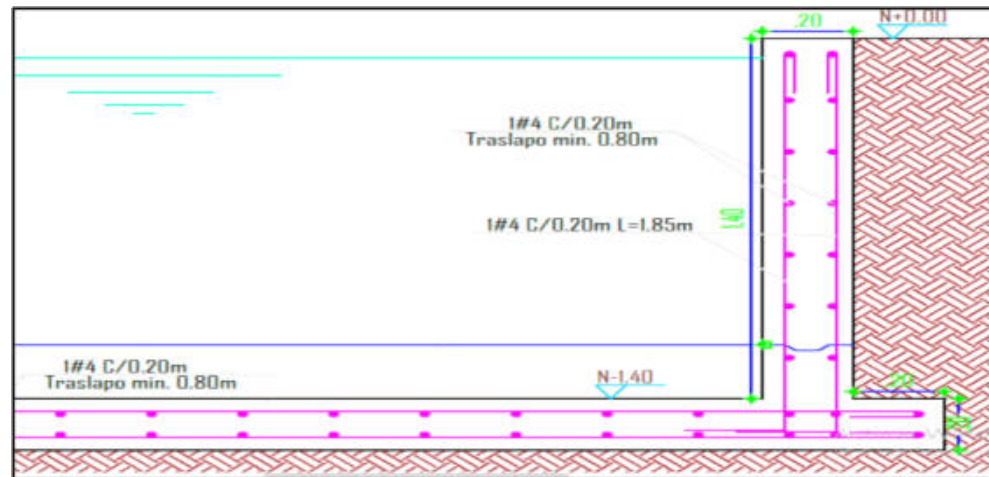 .20
N+0.00
1#4 C/0.20m
Traslapo min. 0.80m
1.40
1#4 C/0.20m L=1.85m
1#4 C/0.20m
Traslapo min. 0.80m
N-1.40
.20